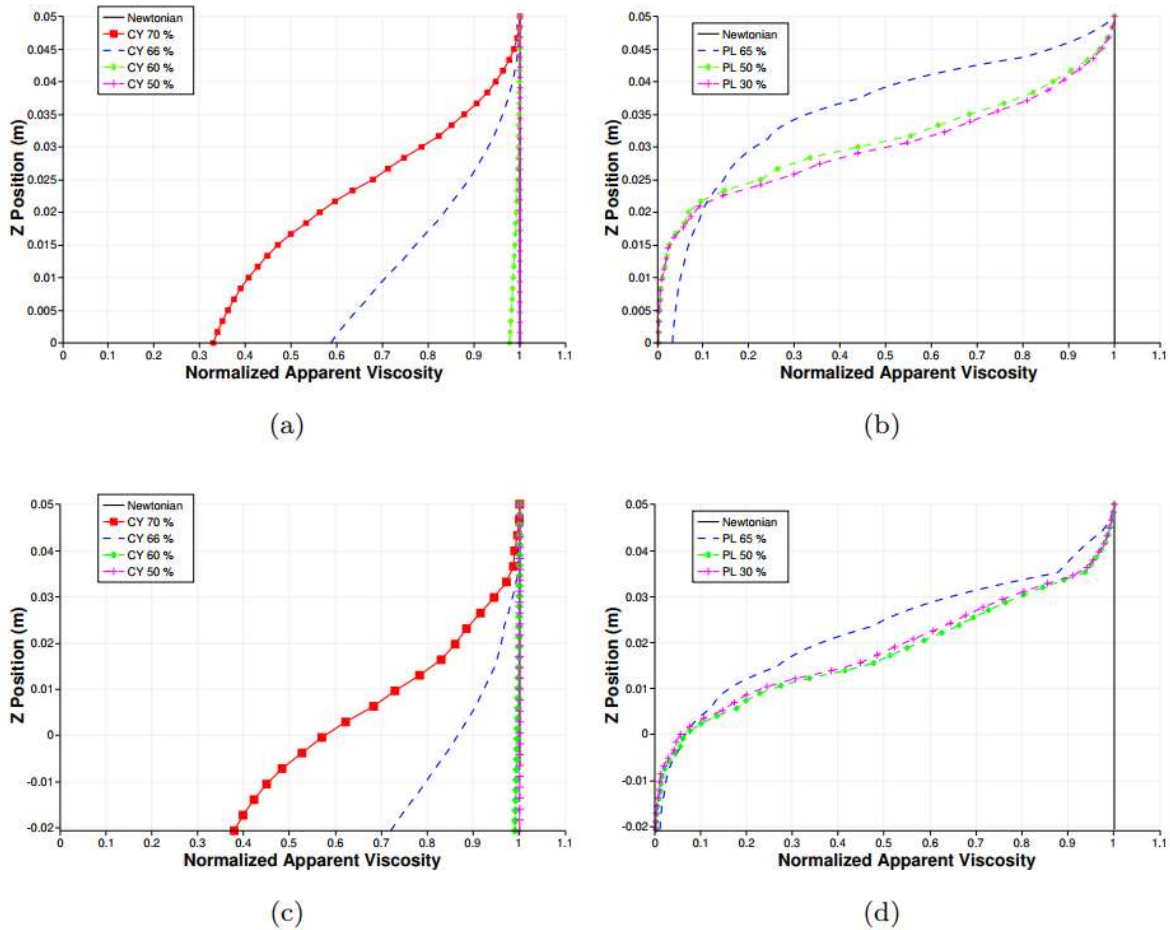 Newtonian
CY 70 %
CY 66 %
CY 60 %
CY 50 %
0.05
0.045
0.04
0.035
0.03
0.025
0.02
0.015
0.01
0.005
0
Z Position (m)
0 0.1 0.2 0.3 0.4 0.5 0.6 0.7 0.8 0.9 1 1.1
Normalized Apparent Viscosity
(a)
Newtonian
PL 65 %
PL 50 %
PL 30 %
0.05
0.045
0.04
0.035
0.03
0.025
0.02
0.015
0.01
0.005
0
Z Position (m)
0 0.1 0.2 0.3 0.4 0.5 0.6 0.7 0.8 0.9 1 1.1
Normalized Apparent Viscosity
(b)
Newtonian
CY 70 %
CY 66 %
CY 60 %
CY 50 %
0.05
0.04
0.03
0.02
0.01
0
-0.01
-0.02
Z Position (m)
0 0.1 0.2 0.3 0.4 0.5 0.6 0.7 0.8 0.9 1 1.1
Normalized Apparent Viscosity
(c)
Newtonian
PL 65 %
PL 50 %
PL 30 %
0.05
0.04
0.03
0.02
0.01
0
-0.01
-0.02
Z Position (m)
0 0.1 0.2 0.3 0.4 0.5 0.6 0.7 0.8 0.9 1 1.1
Normalized Apparent Viscosity
(d)